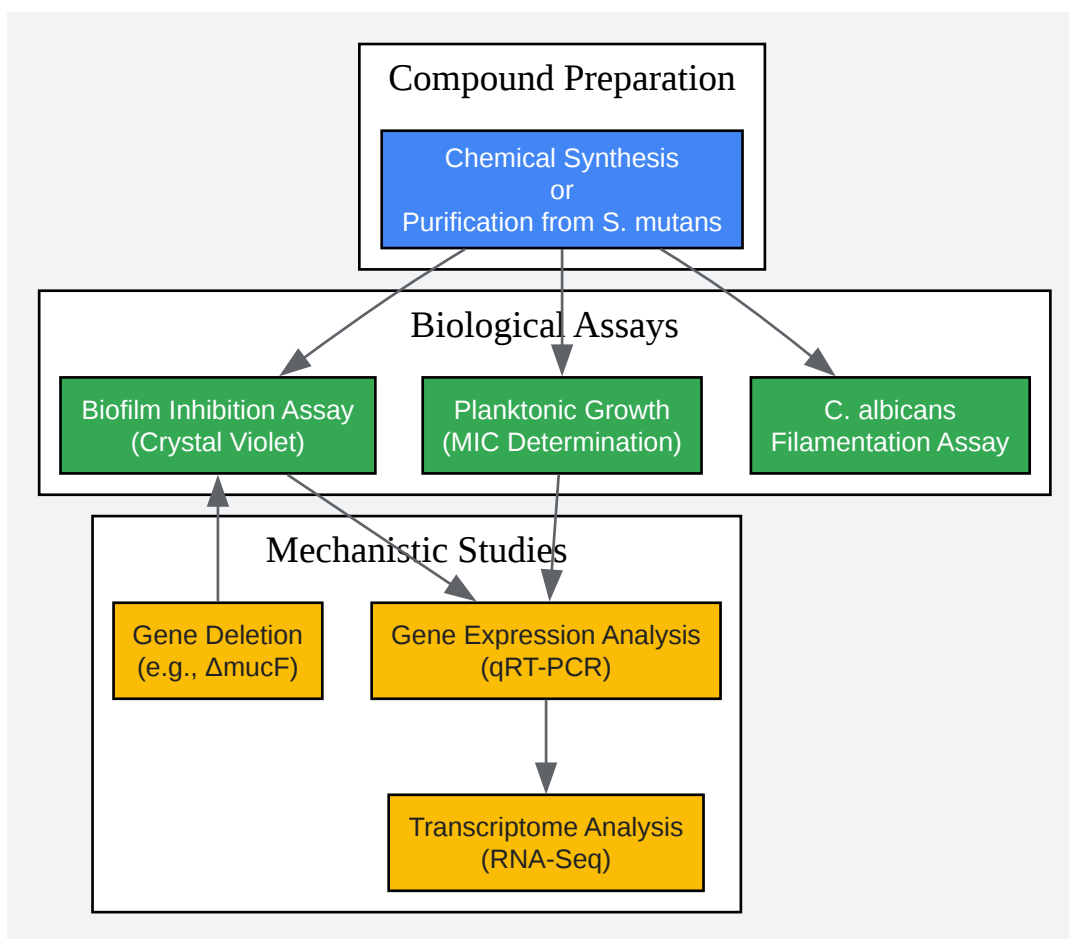 Compound Preparation
Chemical Synthesis
or
Purification from S. mutans
Biological Assays
Biofilm Inhibition Assay
(Crystal Violet)
Planktonic Growth
(MIC Determination)
C. albicans
Filamentation Assay
Mechanistic Studies
Gene Deletion
(e.g., ΔmucF)
Gene Expression Analysis
(qRT-PCR)
Transcriptome Analysis
(RNA-Seq)